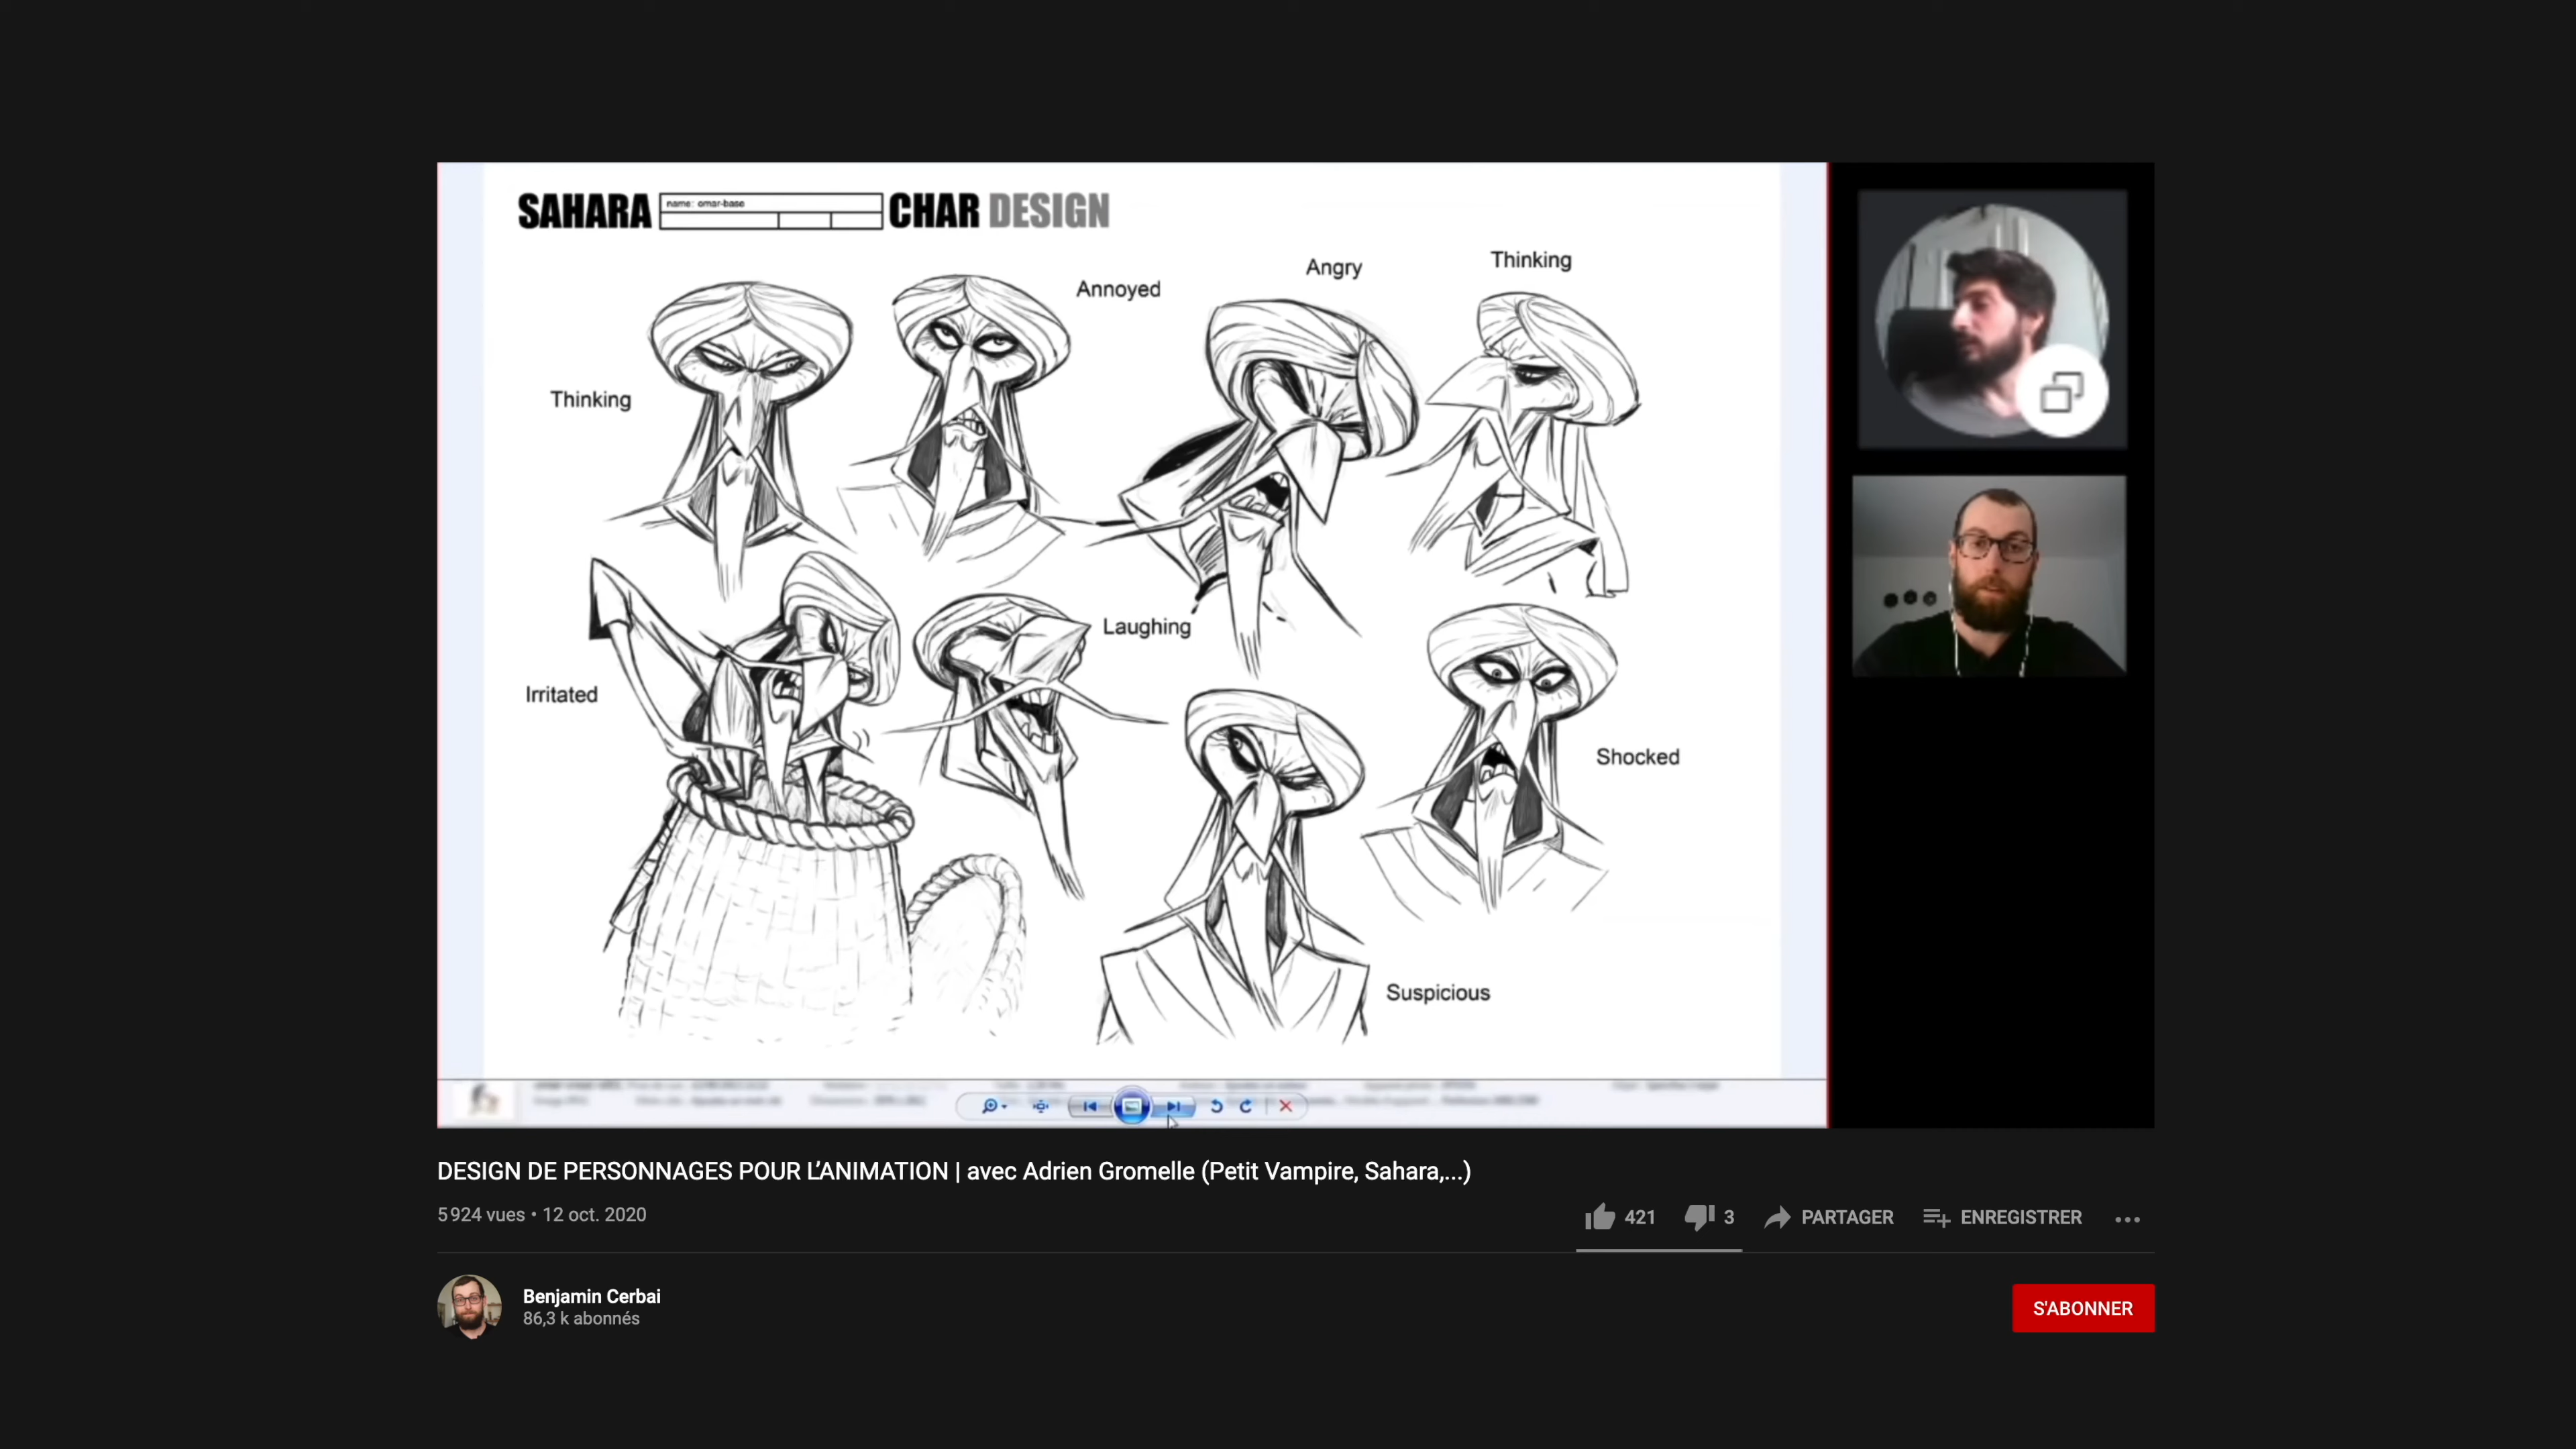 SAHARA name: omar-base CHAR DESIGN
Thinking
Annoyed
Angry
Thinking
Irritated
Laughing
Shocked
Suspicious
DESIGN DE PERSONNAGES POUR L’ANIMATION | avec Adrien Gromelle (Petit Vampire, Sahara,...)
5 924 vues • 12 oct. 2020
421 3 PARTAGER ENREGISTRER
Benjamin Cerbai
86,3 k abonnés
S'ABONNER